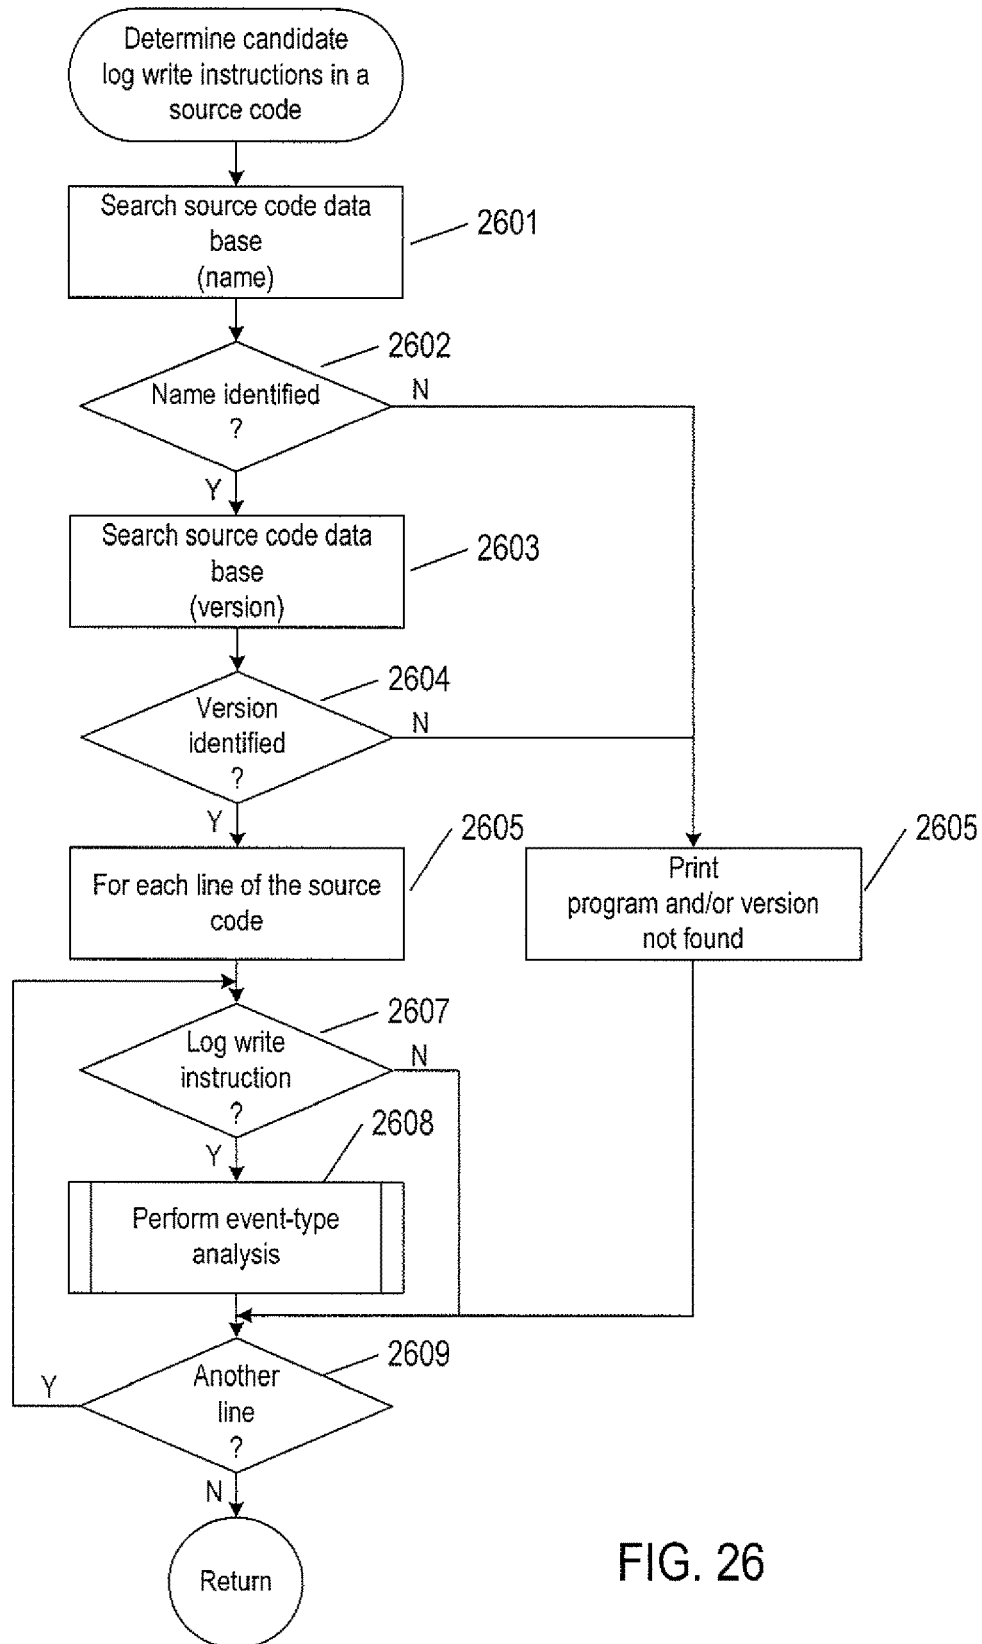 Determine candidate
log write instructions in a
source code
Search source code data
base
(name)
2601
2602
Name identified
?
N
Y
Search source code data
base
(version)
2603
2604
Version
identified
?
N
Y
For each line of the source
code
2605
Print
program and/or version
not found
2605
2607
Log write
instruction
?
N
Y
2608
Perform event-type
analysis
2609
Another
line
?
Y
N
Return
FIG. 26